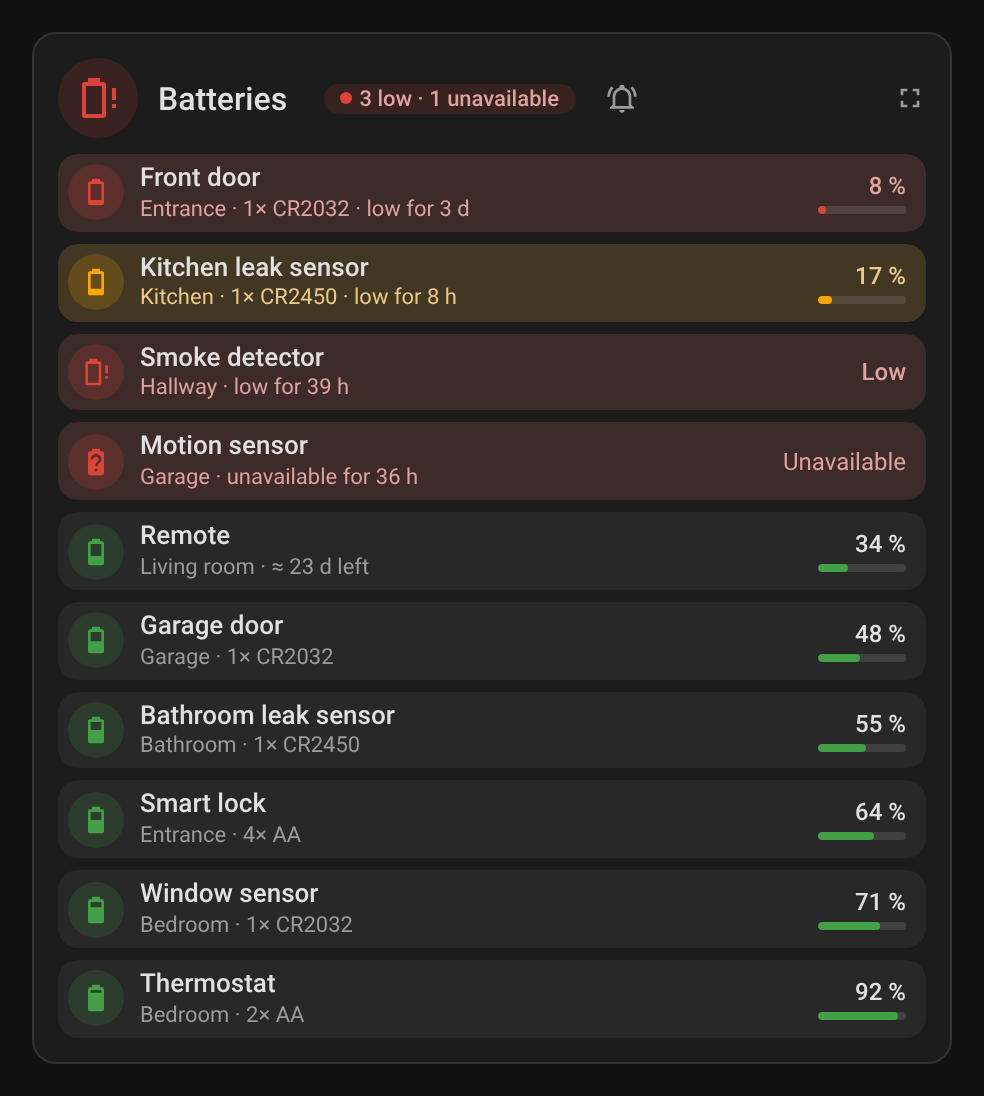 Batteries
3 low · 1 unavailable
Front door
8 %
Entrance · 1× CR2032 · low for 3 d
Kitchen leak sensor
17 %
Kitchen · 1× CR2450 · low for 8 h
Smoke detector
Low
Hallway · low for 39 h
Motion sensor
Unavailable
Garage · unavailable for 36 h
Remote
34 %
Living room · ≈ 23 d left
Garage door
48 %
Garage · 1× CR2032
Bathroom leak sensor
55 %
Bathroom · 1× CR2450
Smart lock
64 %
Entrance · 4× AA
Window sensor
71 %
Bedroom · 1× CR2032
Thermostat
92 %
Bedroom · 2× AA